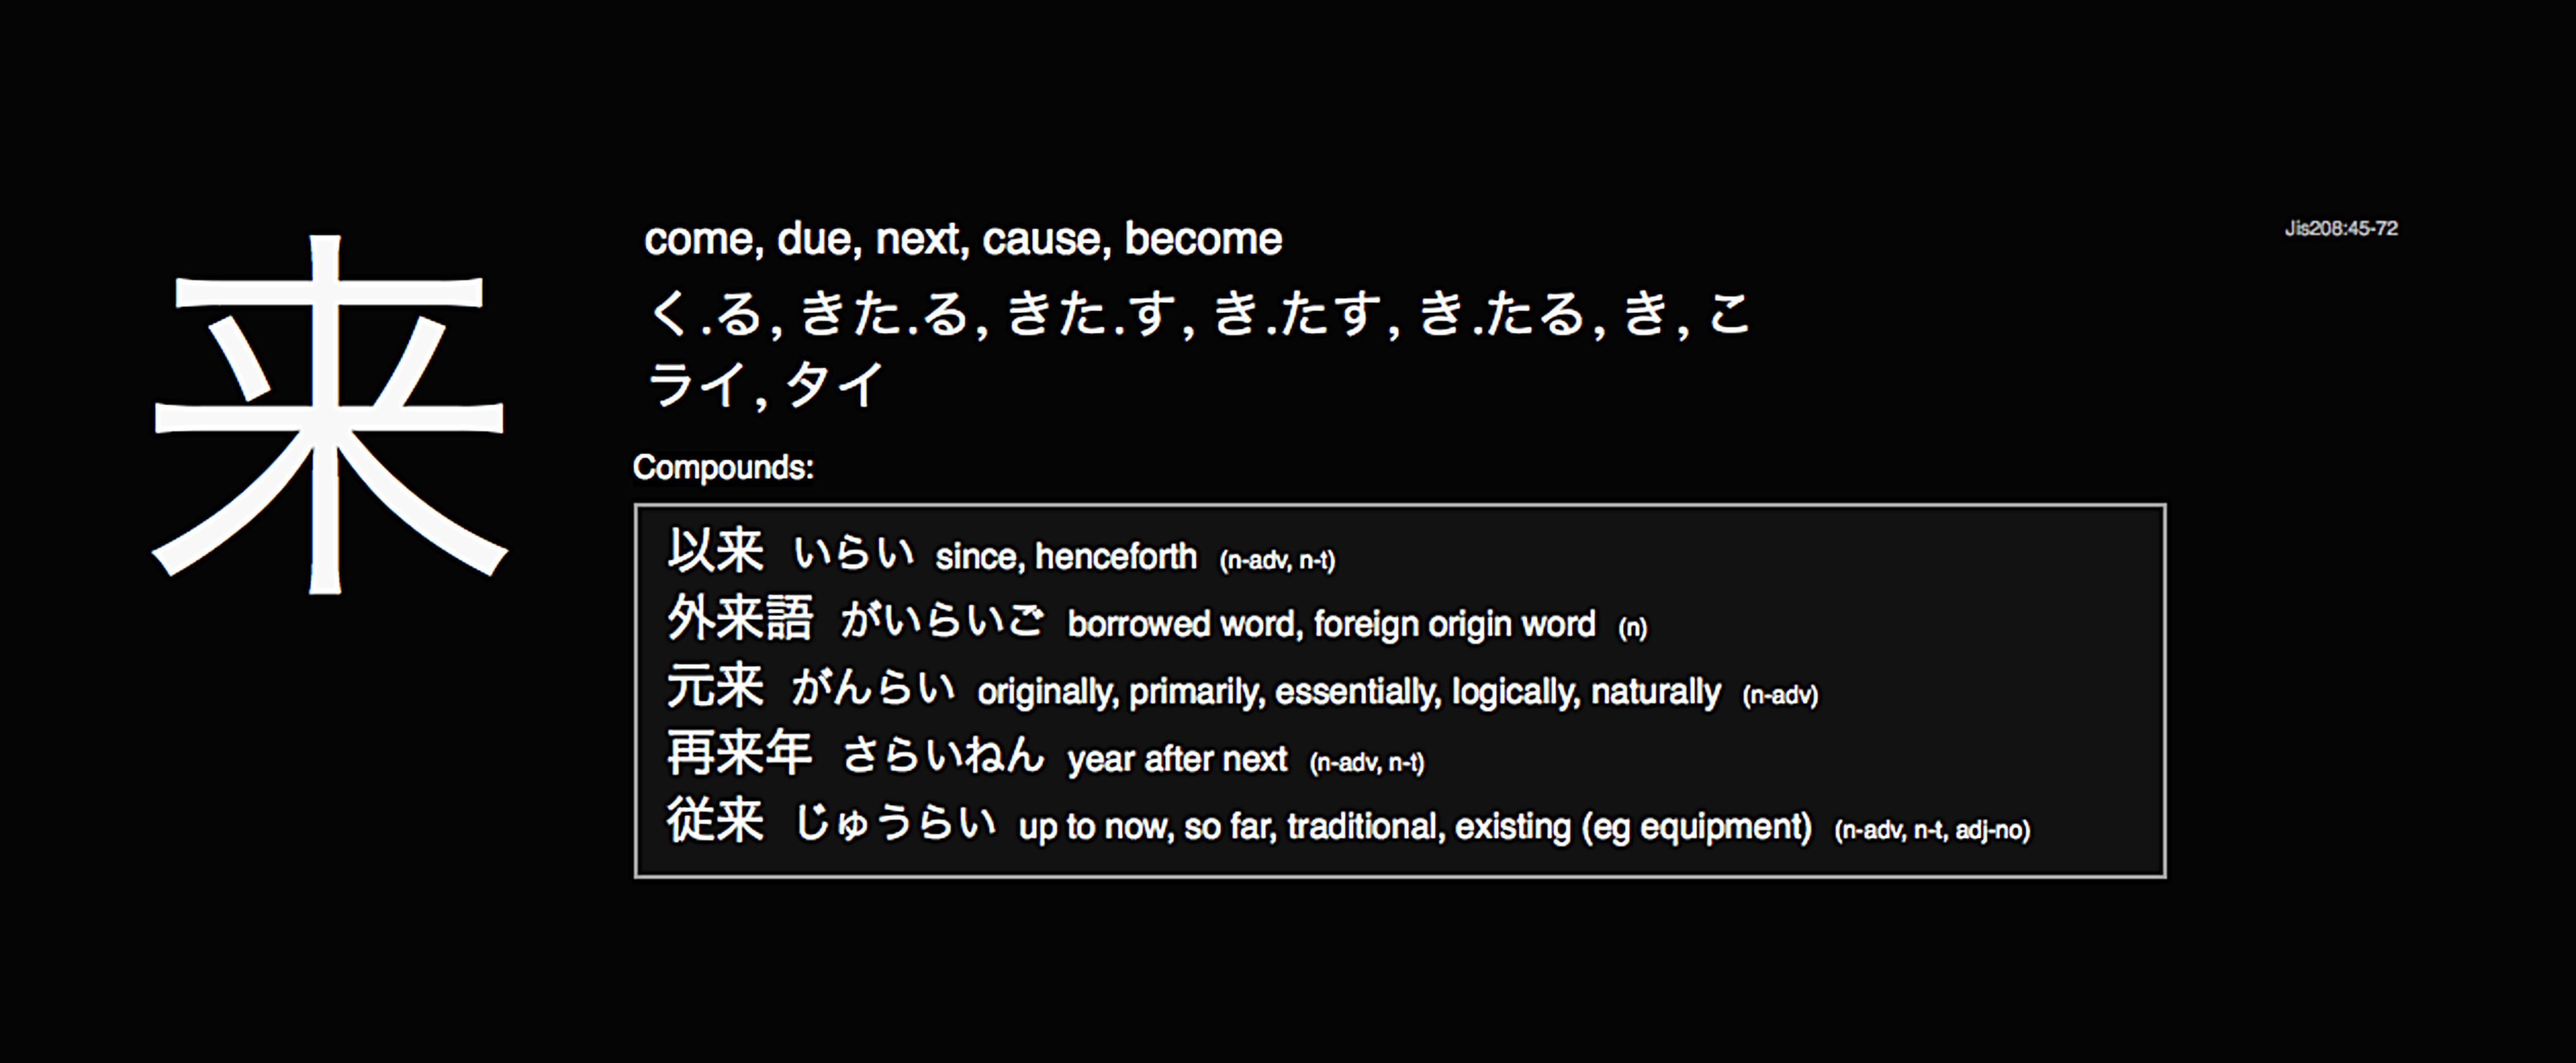 来
come, due, next, cause, become
Jis208:45-72
く.る, きた.る, きた.す, き.たす, き.たる, き, こ
ライ, タイ
Compounds:
以来 いらい since, henceforth (n-adv, n-t)
外来語 がいらいご borrowed word, foreign origin word (n)
元来 がんらい originally, primarily, essentially, logically, naturally (n-adv)
再来年 さらいねん year after next (n-adv, n-t)
従来 じゅうらい up to now, so far, traditional, existing (eg equipment) (n-adv, n-t, adj-no)